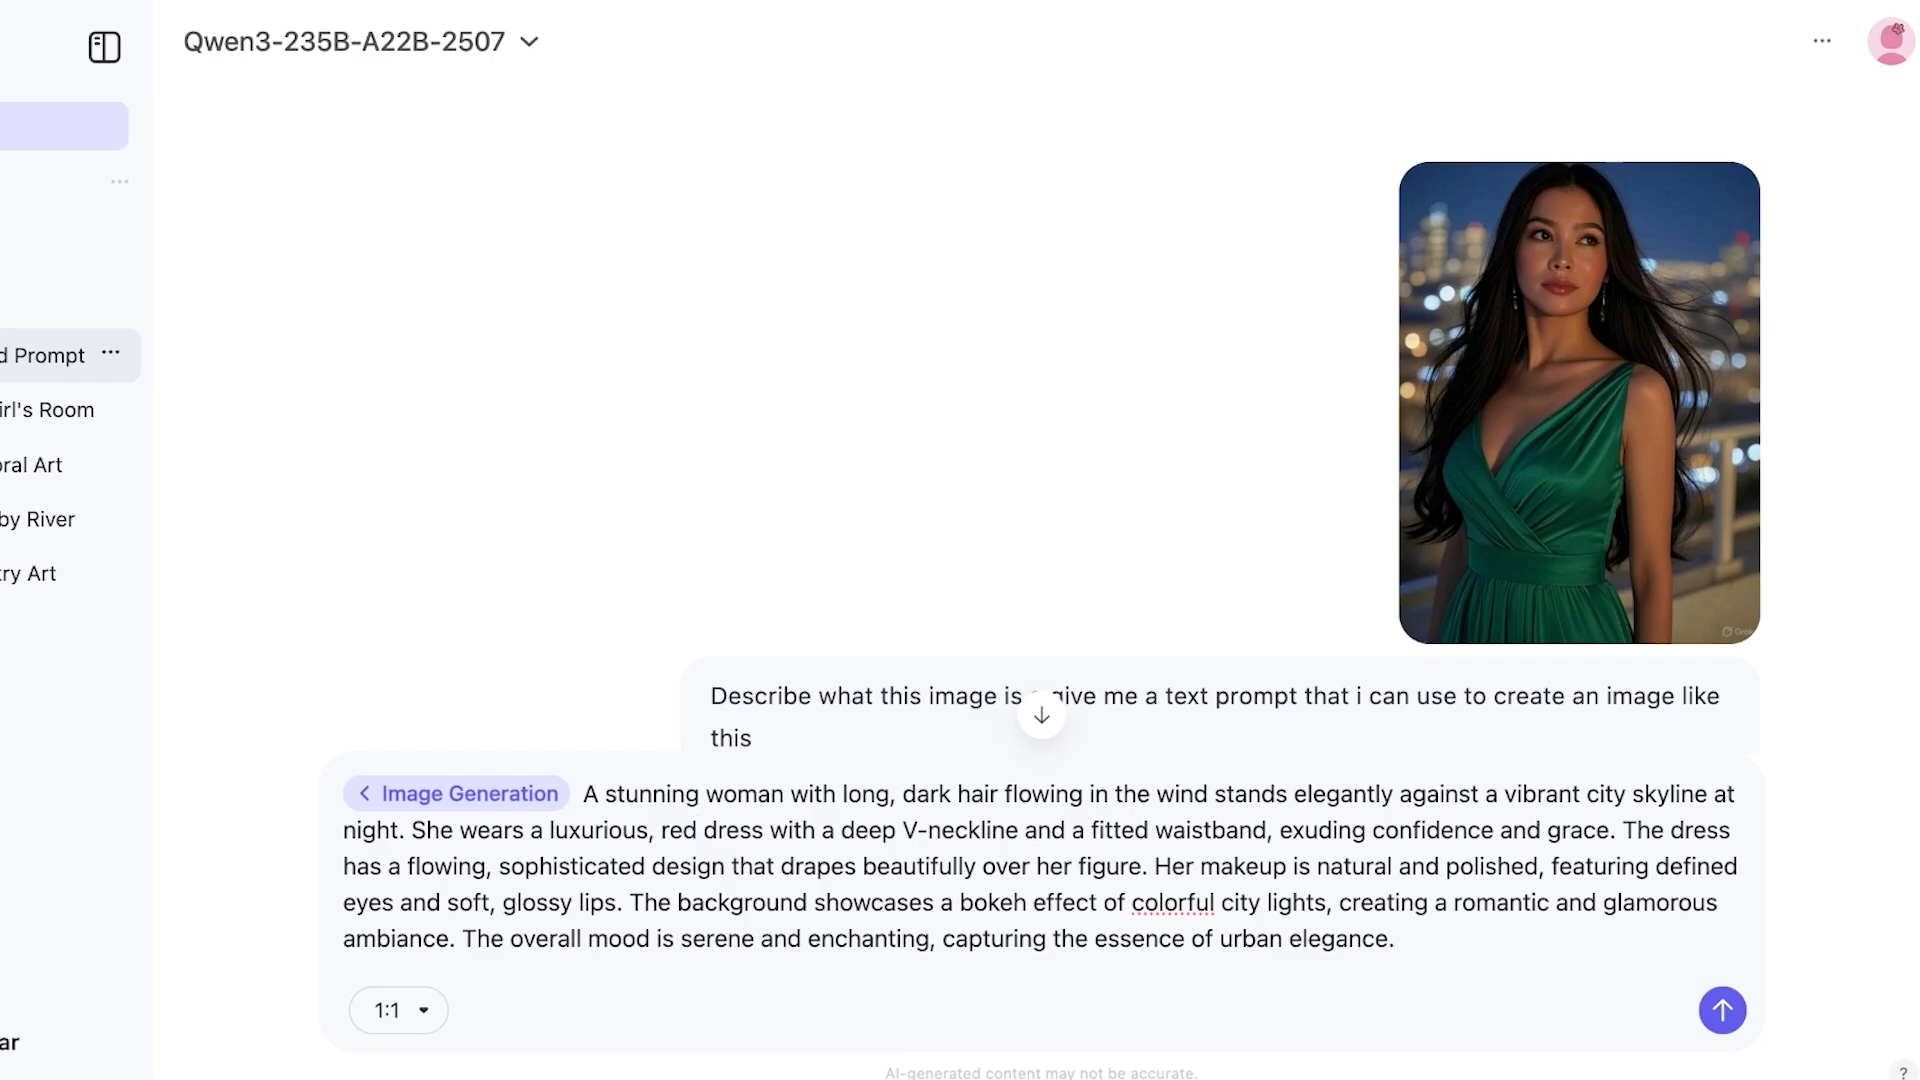 Qwen3-235B-A22B-2507
d Prompt
irl's Room
oral Art
by River
try Art
ar
Describe what this image is give me a text prompt that i can use to create an image like
this
Image Generation A stunning woman with long, dark hair flowing in the wind stands elegantly against a vibrant city skyline at
night. She wears a luxurious, red dress with a deep V-neckline and a fitted waistband, exuding confidence and grace. The dress
has a flowing, sophisticated design that drapes beautifully over her figure. Her makeup is natural and polished, featuring defined
eyes and soft, glossy lips. The background showcases a bokeh effect of colorful city lights, creating a romantic and glamorous
ambiance. The overall mood is serene and enchanting, capturing the essence of urban elegance.
1:1
AI-generated content may not be accurate.
?